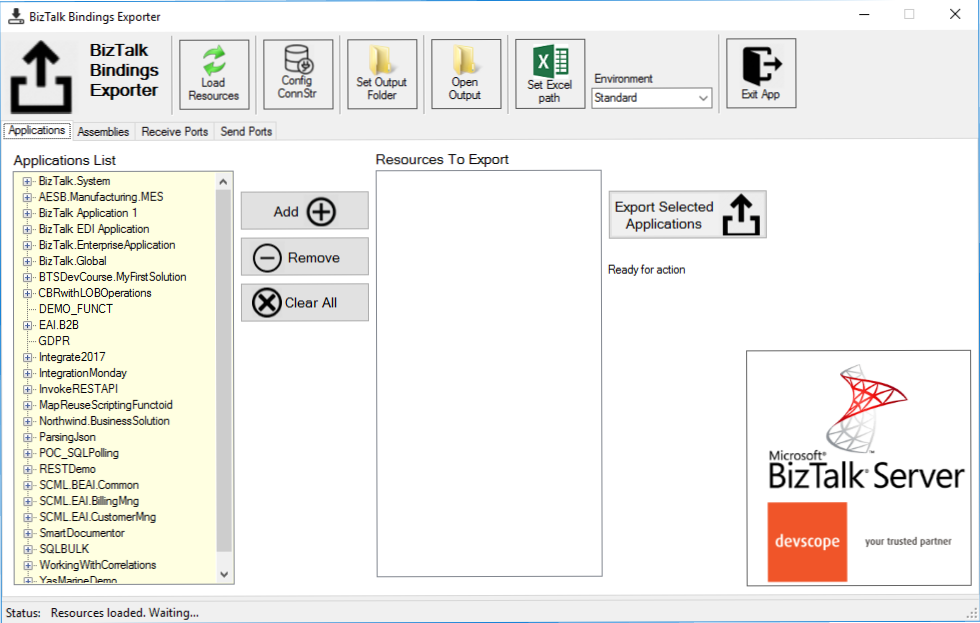 BizTalk Bindings Exporter
BizTalk
Bindings
Exporter
Load
Resources
Config
ConnStr
Set Output
Folder
Open
Output
Set Excel
path
Environment
Standard
Exit App
Applications
Assemblies
Receive Ports
Send Ports
Applications List
BizTalk.System
AESB.Manufacturing.MES
BizTalk Application 1
BizTalk EDI Application
BizTalk.EnterpriseApplication
BizTalk.Global
BTSDevCourse.MyFirstSolution
CBRwithLOBOperations
DEMO_FUNCT
EAI.B2B
GDPR
Integrate2017
IntegrationMonday
InvokeRESTAPI
MapReuseScriptingFunctoid
Northwind.BusinessSolution
ParsingJson
POC_SQLPolling
RESTDemo
SCML.BEAI.Common
SCML.EAI.BillingMng
SCML.EAI.CustomerMng
SmartDocumentor
SQLBULK
WorkingWithCorrelations
YasMarineDemo
Add
Remove
Clear All
Resources To Export
Export Selected
Applications
Ready for action
Microsoft®
BizTalk® Server
devscope
your trusted partner
Status: Resources loaded. Waiting...